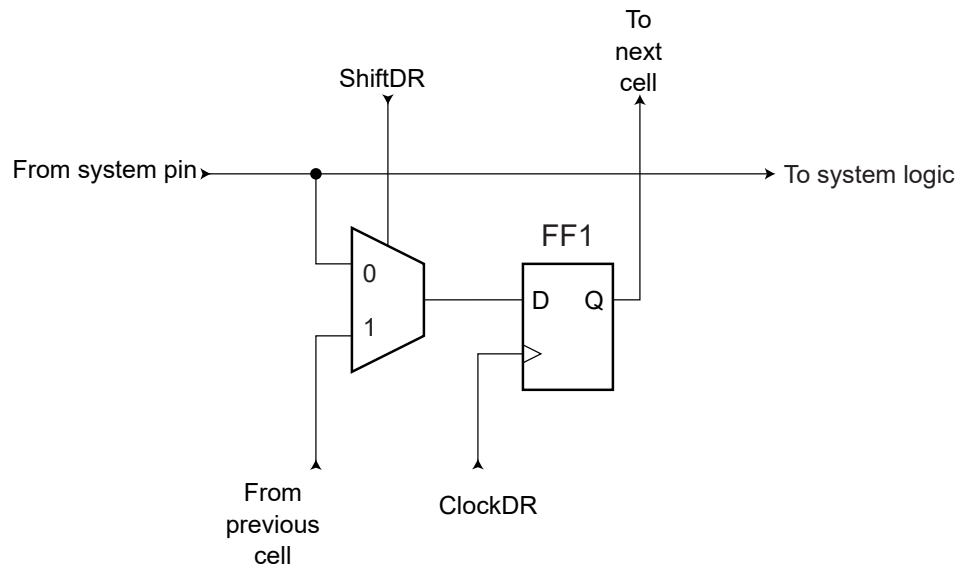 To
next
cell
ShiftDR
From system pin
To system logic
FF1
0
D Q
1
From
previous
cell
ClockDR